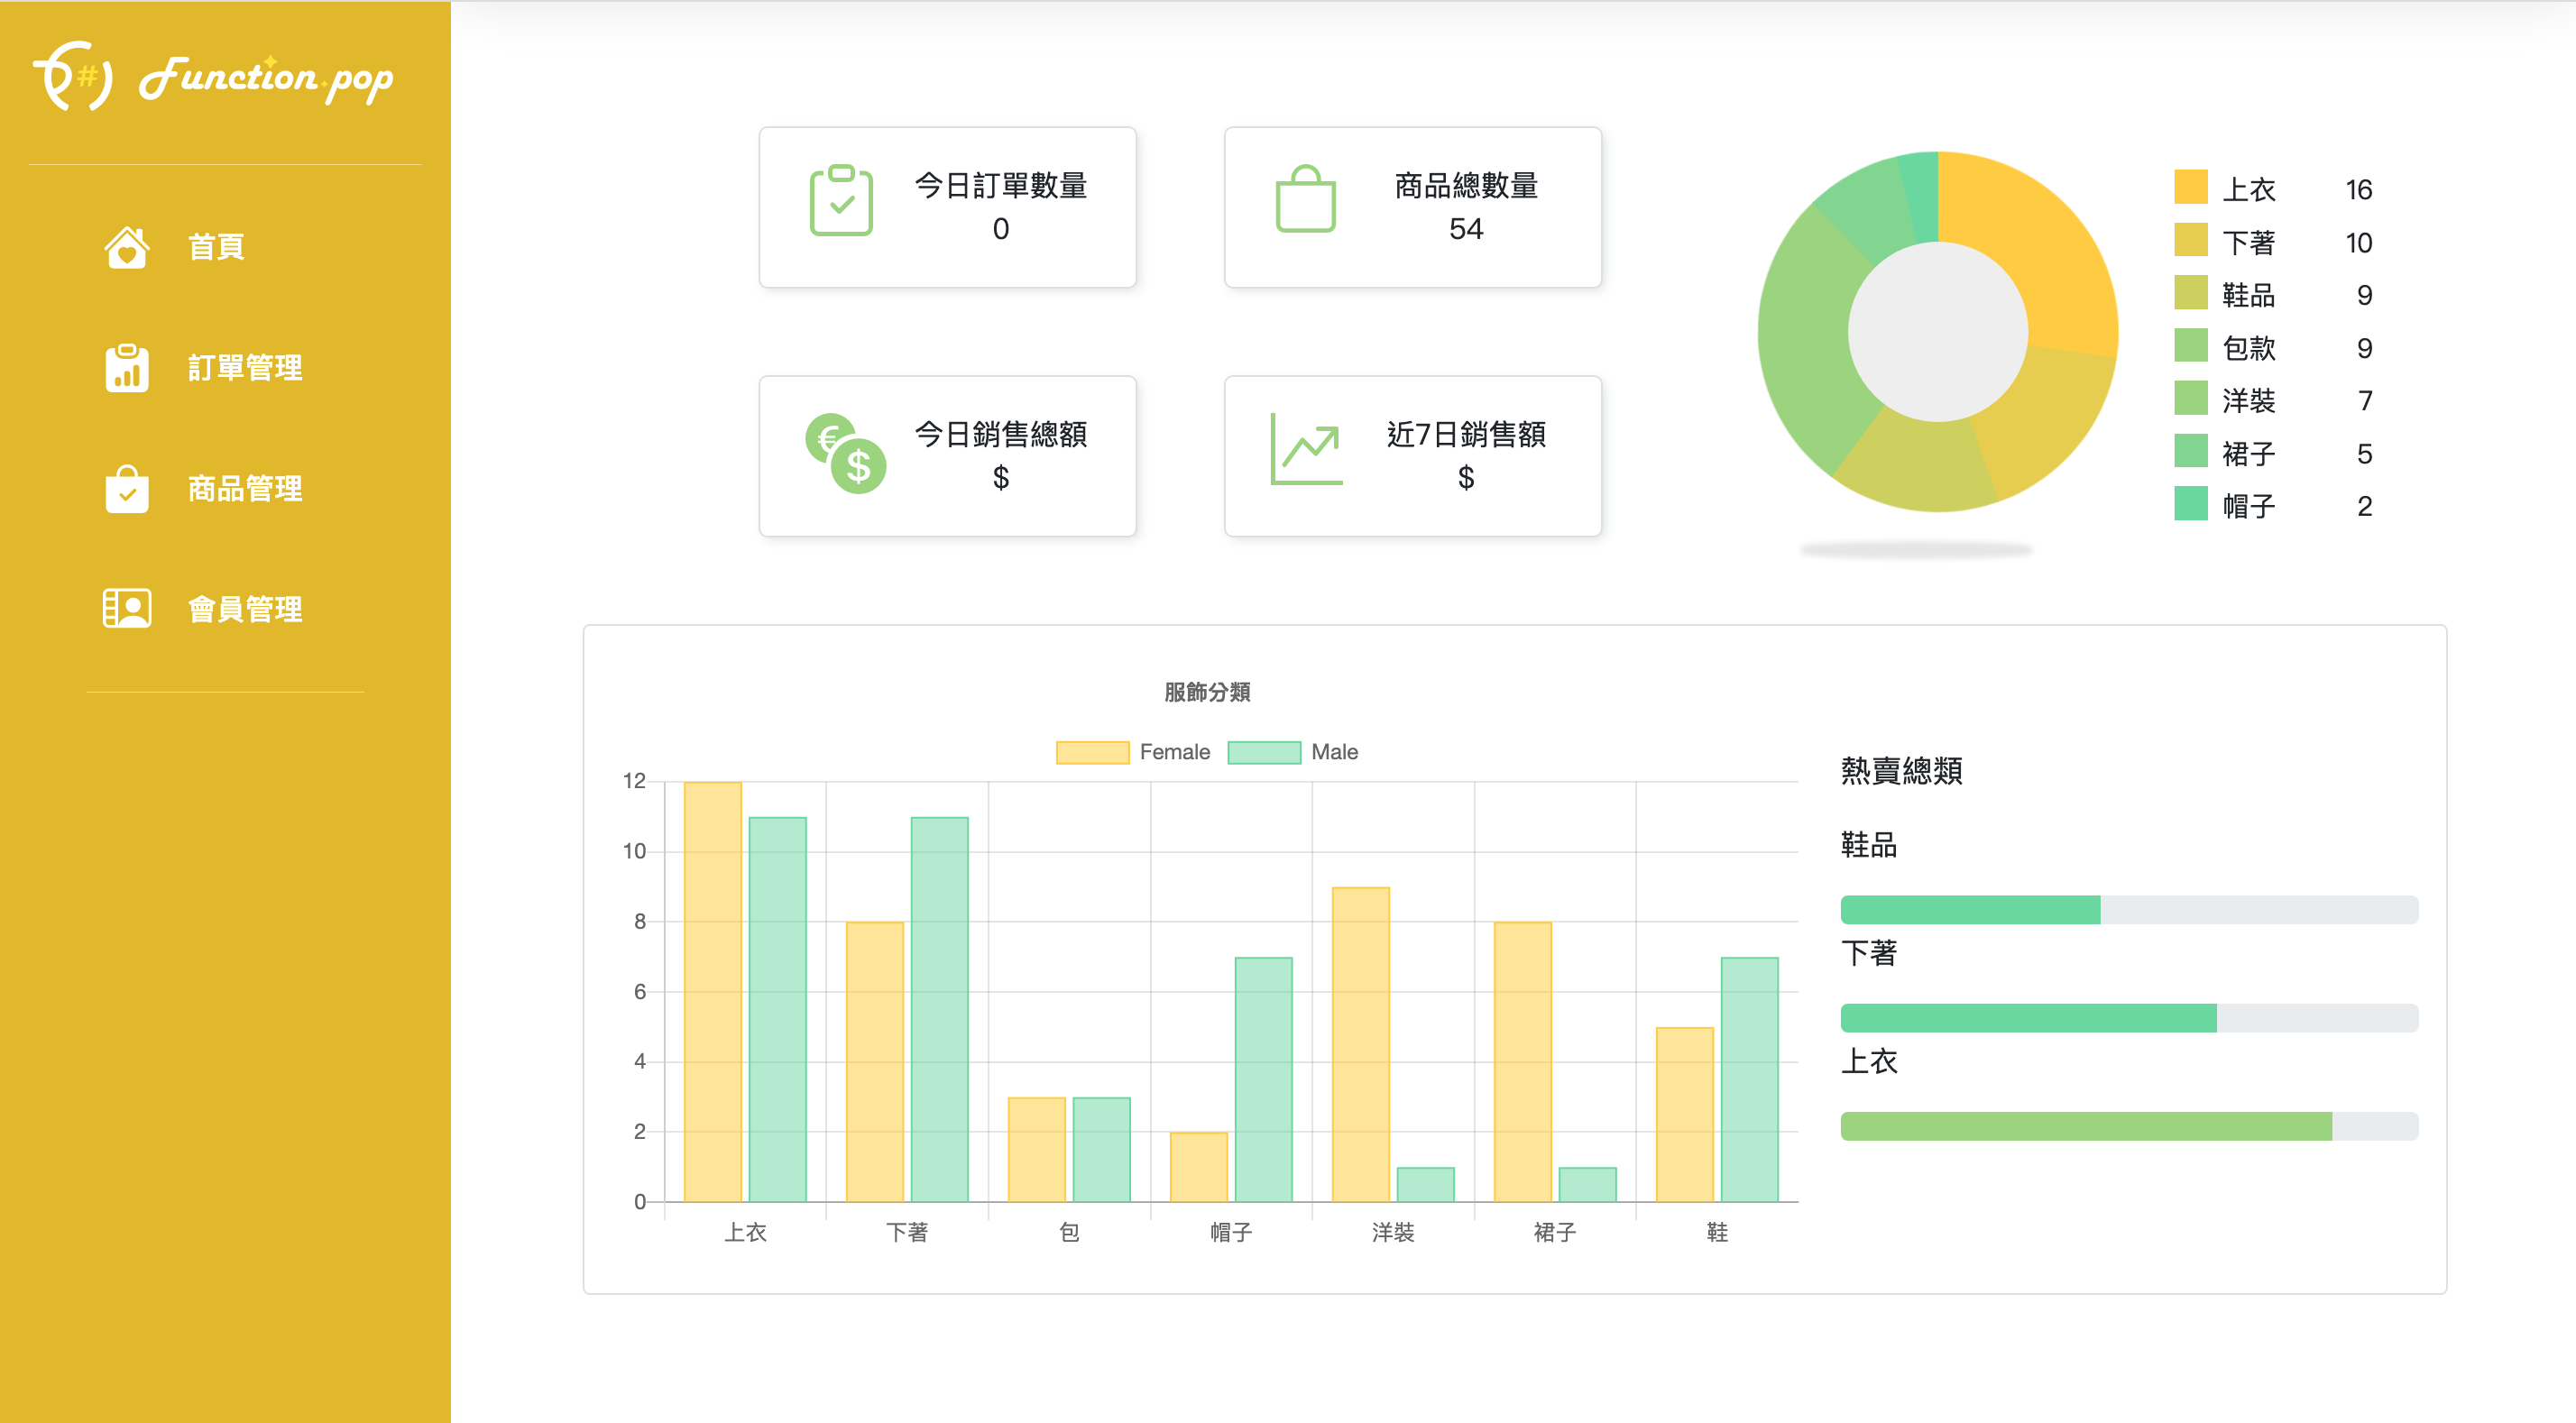 Function.pop
首頁
訂單管理
商品管理
會員管理
今日訂單數量
0
商品總數量
54
今日銷售總額
$
近7日銷售額
$
上衣 16
下著 10
鞋品 9
包款 9
洋裝 7
裙子 5
帽子 2
服飾分類
Female Male
12
10
8
6
4
2
0
上衣 下著 包 帽子 洋裝 裙子 鞋
熱賣總類
鞋品
下著
上衣